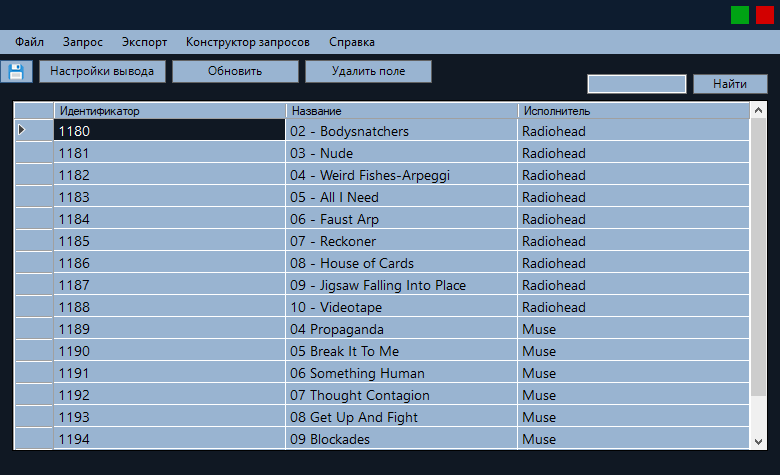 Файл Запрос Экспорт Конструктор запросов Справка
Настройки вывода Обновить Удалить поле
Найти
Идентификатор Название Исполнитель
1180 02 - Bodysnatchers Radiohead
1181 03 - Nude Radiohead
1182 04 - Weird Fishes-Arpeggi Radiohead
1183 05 - All I Need Radiohead
1184 06 - Faust Arp Radiohead
1185 07 - Reckoner Radiohead
1186 08 - House of Cards Radiohead
1187 09 - Jigsaw Falling Into Place Radiohead
1188 10 - Videotape Radiohead
1189 04 Propaganda Muse
1190 05 Break It To Me Muse
1191 06 Something Human Muse
1192 07 Thought Contagion Muse
1193 08 Get Up And Fight Muse
1194 09 Blockades Muse